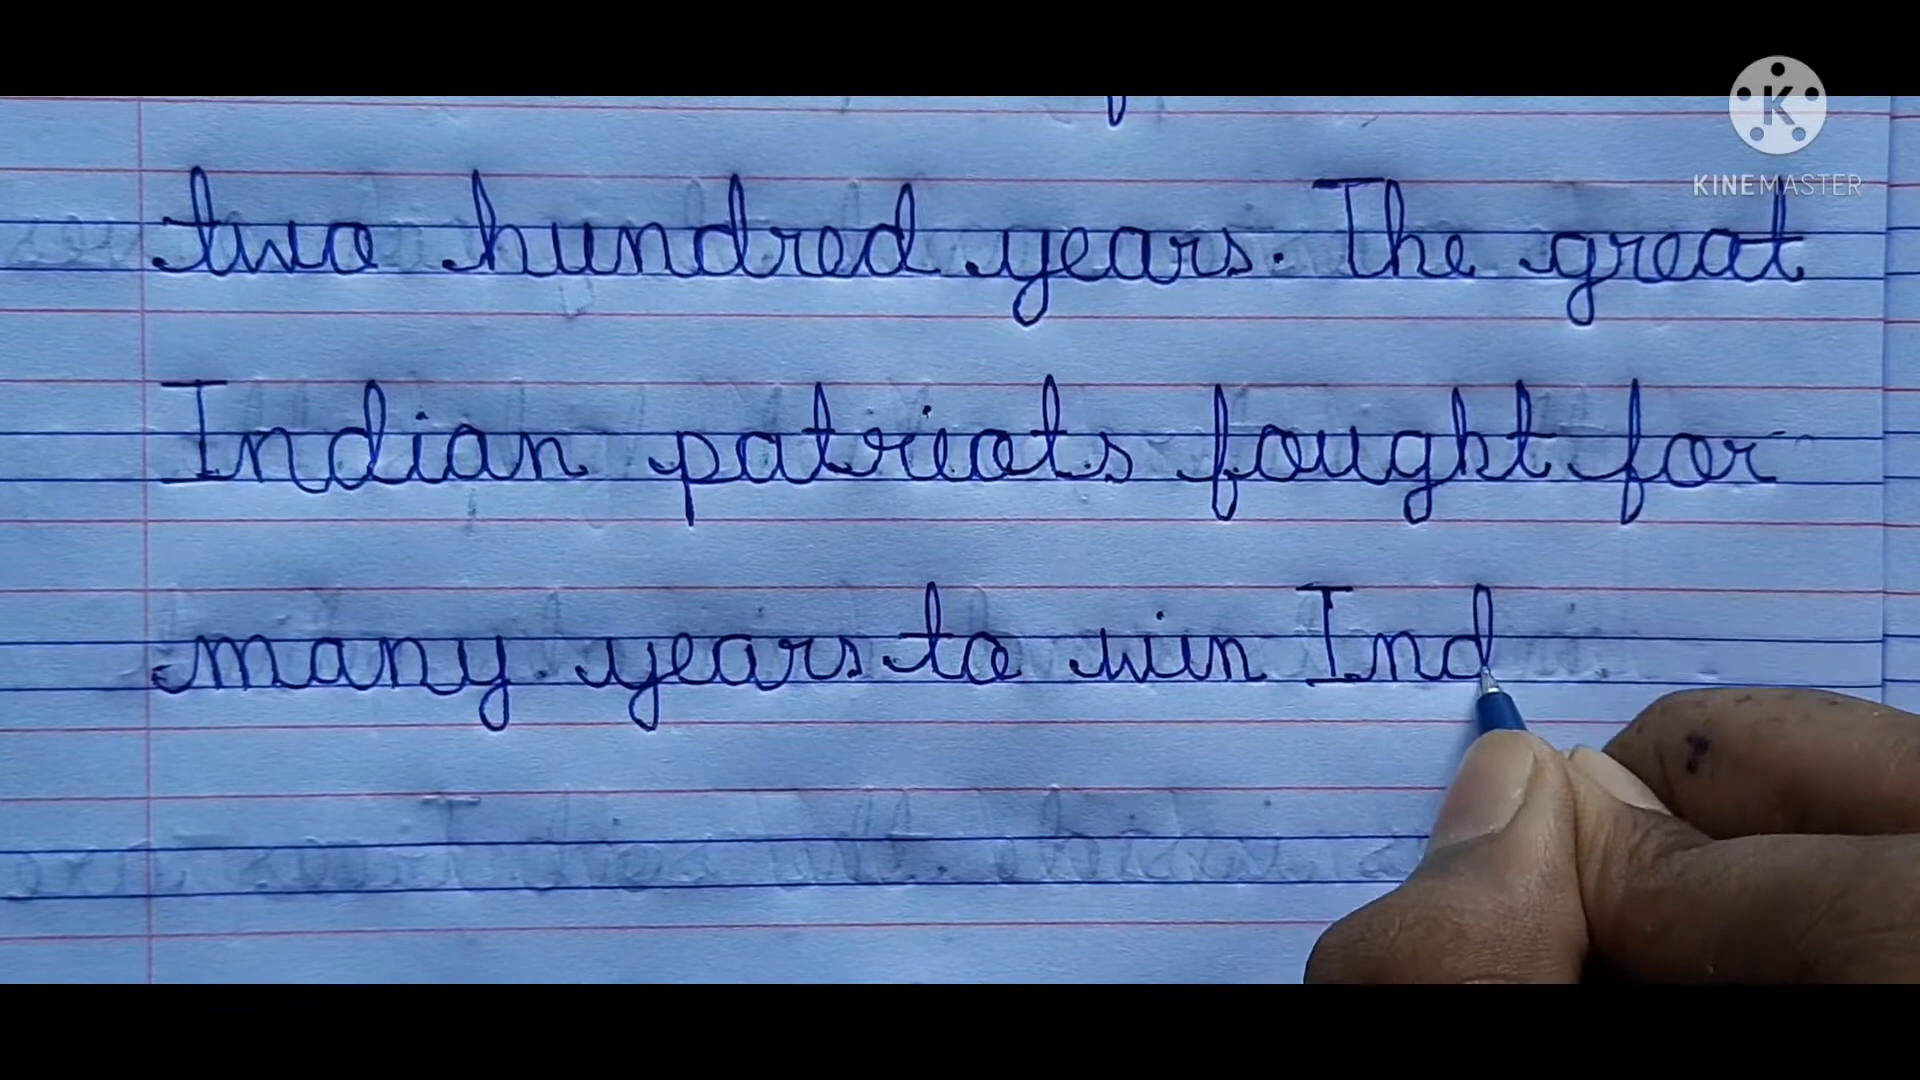 KINEMASTER
two hundred years. The great
Indian patriots fought for
many years to win Ind